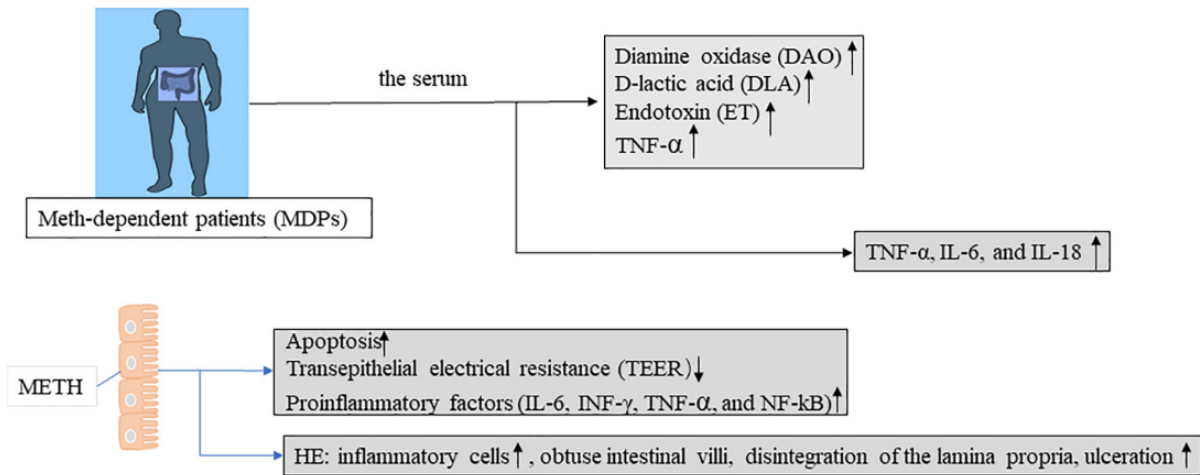 the serum
Diamine oxidase (DAO)↑
D-lactic acid (DLA)↑
Endotoxin (ET)↑
TNF-α↑
Meth-dependent patients (MDPs)
TNF-α, IL-6, and IL-18↑
METH
Apoptosis↑
Transepithelial electrical resistance (TEER)↓
Proinflammatory factors (IL-6, INF-γ, TNF-α, and NF-kB)↑
HE: inflammatory cells↑, obtuse intestinal villi, disintegration of the lamina propria, ulceration↑